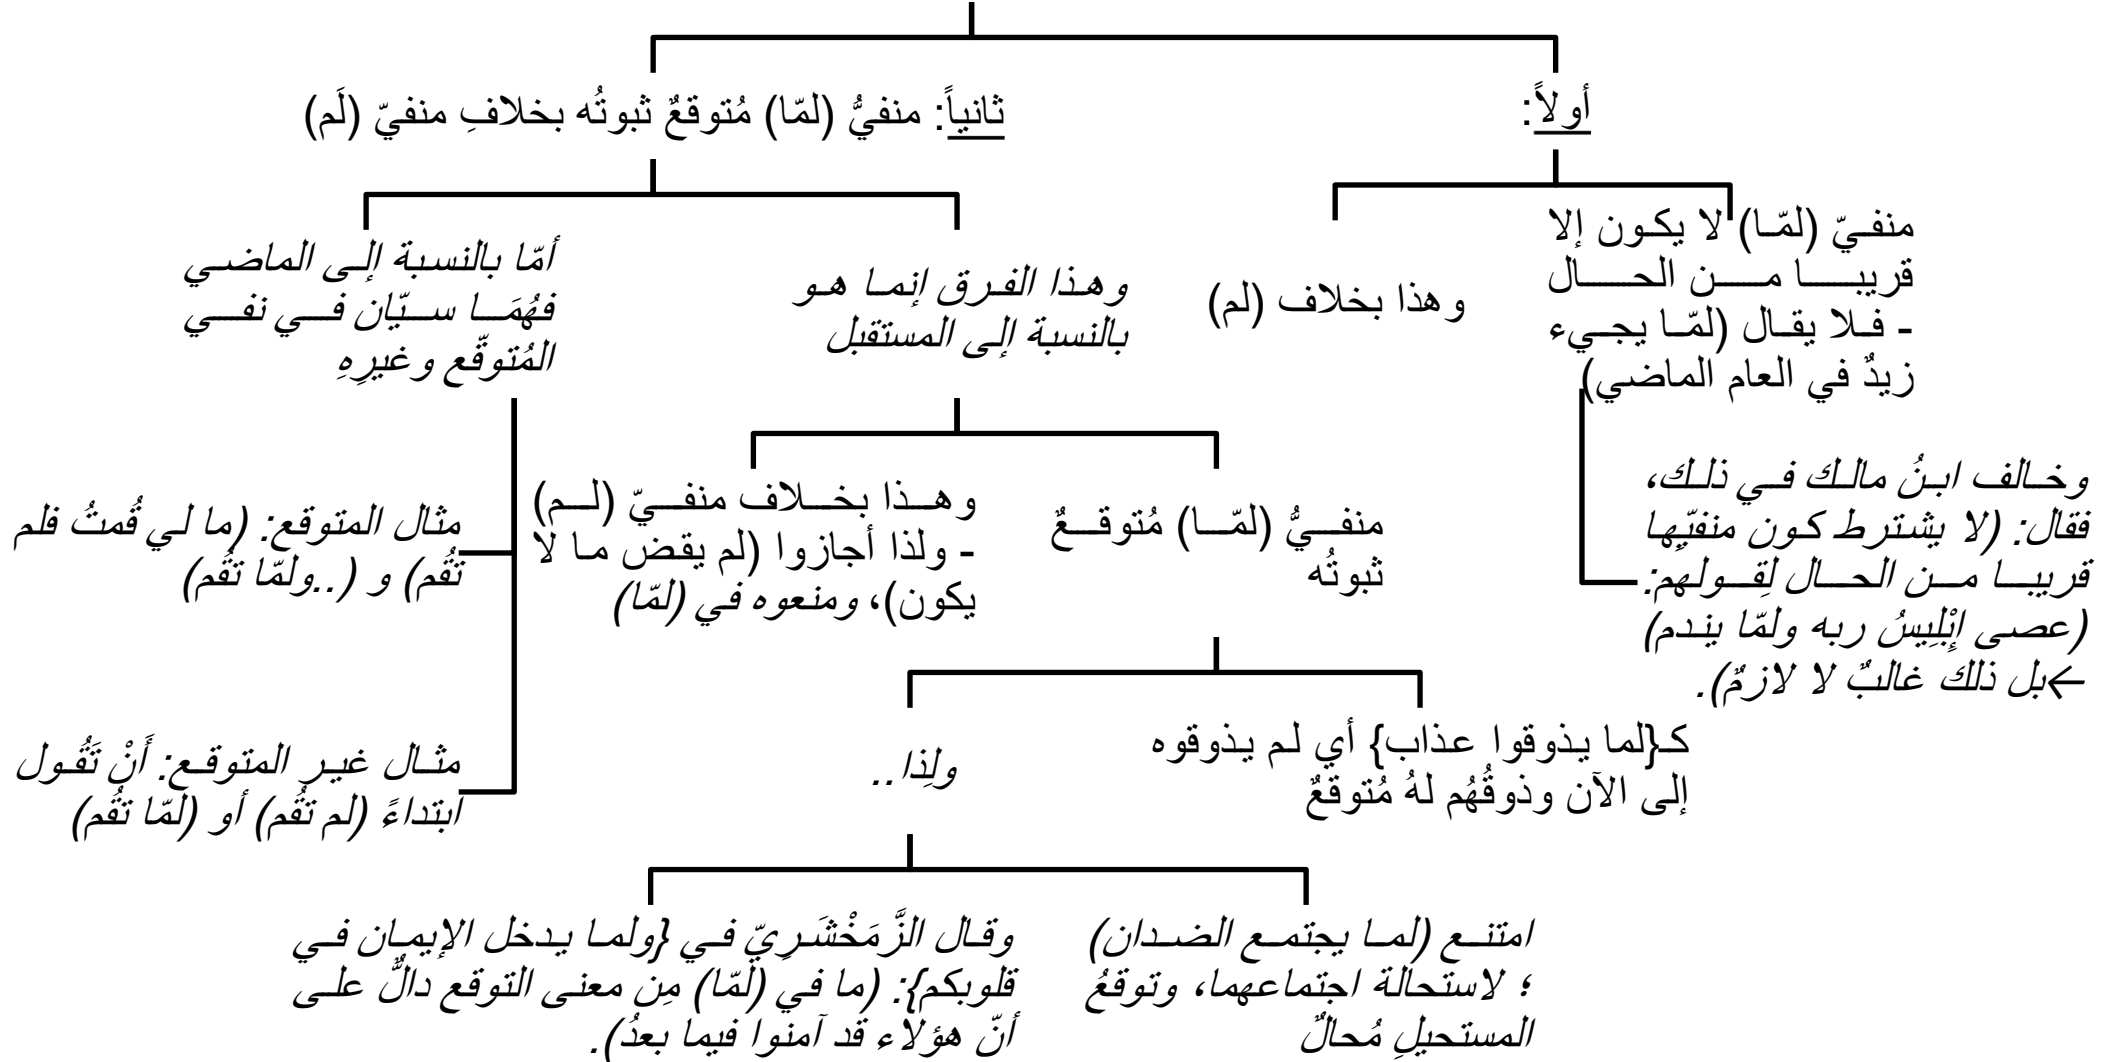 أولاً:
ثانياً: منفيُّ (لمّا) مُتوقعٌ ثبوتُه بخلافِ منفيّ (لَم)
منفيّ (لمّا) لا يكون إلا
قريبا من الحال
- فلا يقال (لمّا يجيء
زيدٌ في العام الماضي)
وهذا بخلاف (لم)
وخالف ابنُ مالك في ذلك،
فقال: (لا يشترط كون منفيّها
قريبا من الحال لِقولهم:
(عصى إِبْلِيسُ ربه ولمّا يندم)
←بل ذلك غالبٌ لا لازمٌ).
وهذا الفرق إنما هو
بالنسبة إلى المستقبل
أمّا بالنسبة إلى الماضي
فهُمَا سيّان في نفي
المُتوقّع وغيرِهِ
منفيُّ (لمّا) مُتوقعٌ
ثبوتُه
وهذا بخلاف منفيّ (لم)
- ولذا أجازوا (لم يقض ما لا
يكون)، ومنعوه في (لمّا)
مثال المتوقع: (ما لي قُمتُ فلم
تقُم) و (..ولمّا تقُم)
مثال غير المتوقع: أَنْ تَقُول
ابتداءً (لم تقُم) أو (لمّا تقُم)
كـ{لما يذوقوا عذاب} أي لم يذوقوه
إلى الآن وذوقُهُم لهُ مُتوقعٌ
ولِذا..
امتنع (لما يجتمع الضدان)
؛ لاستحالة اجتماعهما، وتوقعُ
المستحيلِ مُحالٌ
وقال الزَّمَخْشَرِيّ في {ولما يدخل الإيمان في
قلوبكم}: (ما في (لمّا) مِن معنى التوقع دالٌّ على
أنّ هؤلاء قد آمنوا فيما بعدُ).